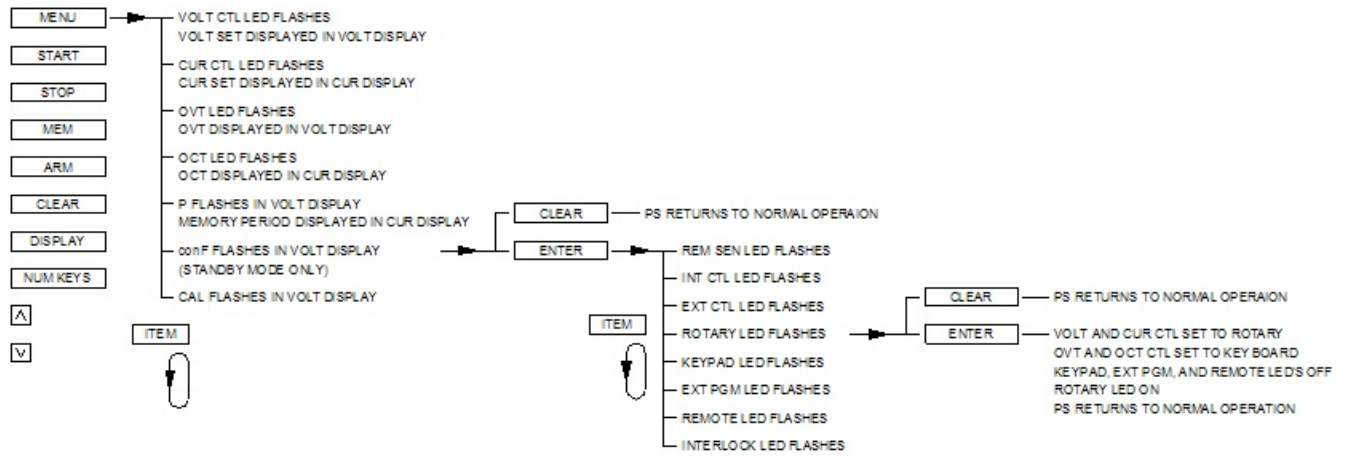 MENU
START
STOP
MEM
ARM
CLEAR
DISPLAY
NUM KEYS
VOLT CTL LED FLASHES
VOLT SET DISPLAYED IN VOLT DISPLAY
CUR CTL LED FLASHES
CUR SET DISPLAYED IN CUR DISPLAY
OVT LED FLASHES
OVT DISPLAYED IN VOLT DISPLAY
OCT LED FLASHES
OCT DISPLAYED IN CUR DISPLAY
P FLASHES IN VOLT DISPLAY
MEMORY PERIOD DISPLAYED IN CUR DISPLAY
conF FLASHES IN VOLT DISPLAY
(STANDBY MODE ONLY)
CAL FLASHES IN VOLT DISPLAY
ITEM
CLEAR
PS RETURNS TO NORMAL OPERAION
ENTER
REM SEN LED FLASHES
INT CTL LED FLASHES
EXT CTL LED FLASHES
ROTARY LED FLASHES
KEYPAD LED FLASHES
EXT PGM LED FLASHES
REMOTE LED FLASHES
INTERLOCK LED FLASHES
ITEM
CLEAR
PS RETURNS TO NORMAL OPERAION
ENTER
VOLT AND CUR CTL SET TO ROTARY
OVT AND OCT CTL SET TO KEY BOARD
KEYPAD, EXT PGM, AND REMOTE LED'S OFF
ROTARY LED ON
PS RETURNS TO NORMAL OPERATION